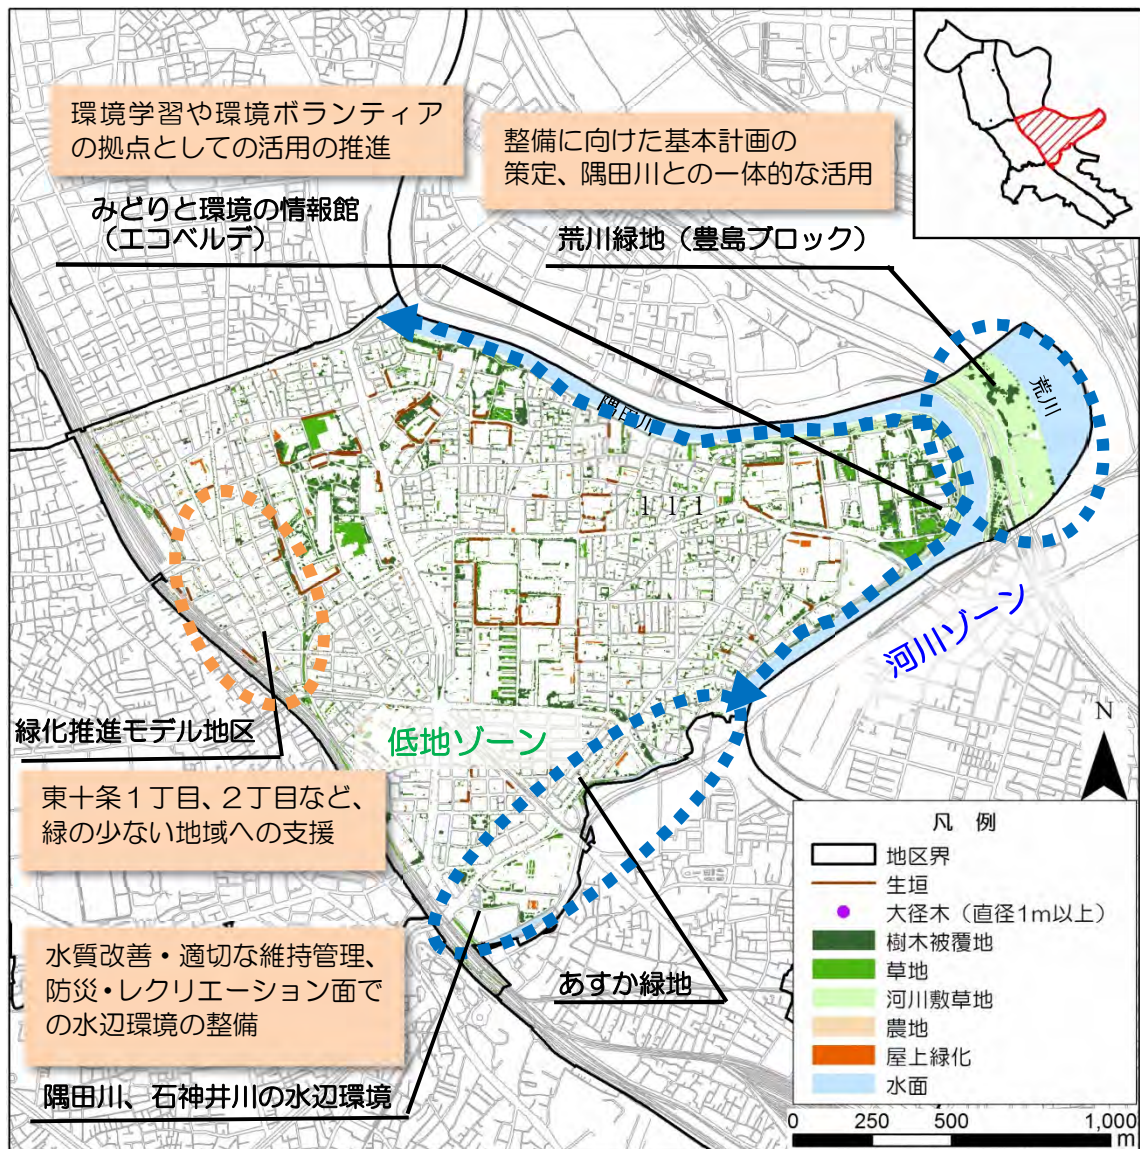 環境学習や環境ボランティア
の拠点としての活用の推進
みどりと環境の情報館
（エコベルデ）
整備に向けた基本計画の
策定、隅田川との一体的な活用
荒川緑地（豊島ブロック）
荒川
隅田川
111
河川ゾーン
低地ゾーン
緑化推進モデル地区
東十条１丁目、２丁目など、
緑の少ない地域への支援
水質改善・適切な維持管理、
防災・レクリエーション面で
の水辺環境の整備
隅田川、石神井川の水辺環境
あすか緑地
N
凡 例
地区界
生垣
大径木（直径1m以上）
樹木被覆地
草地
河川敷草地
農地
屋上緑化
水面
0 250 500 1,000
m